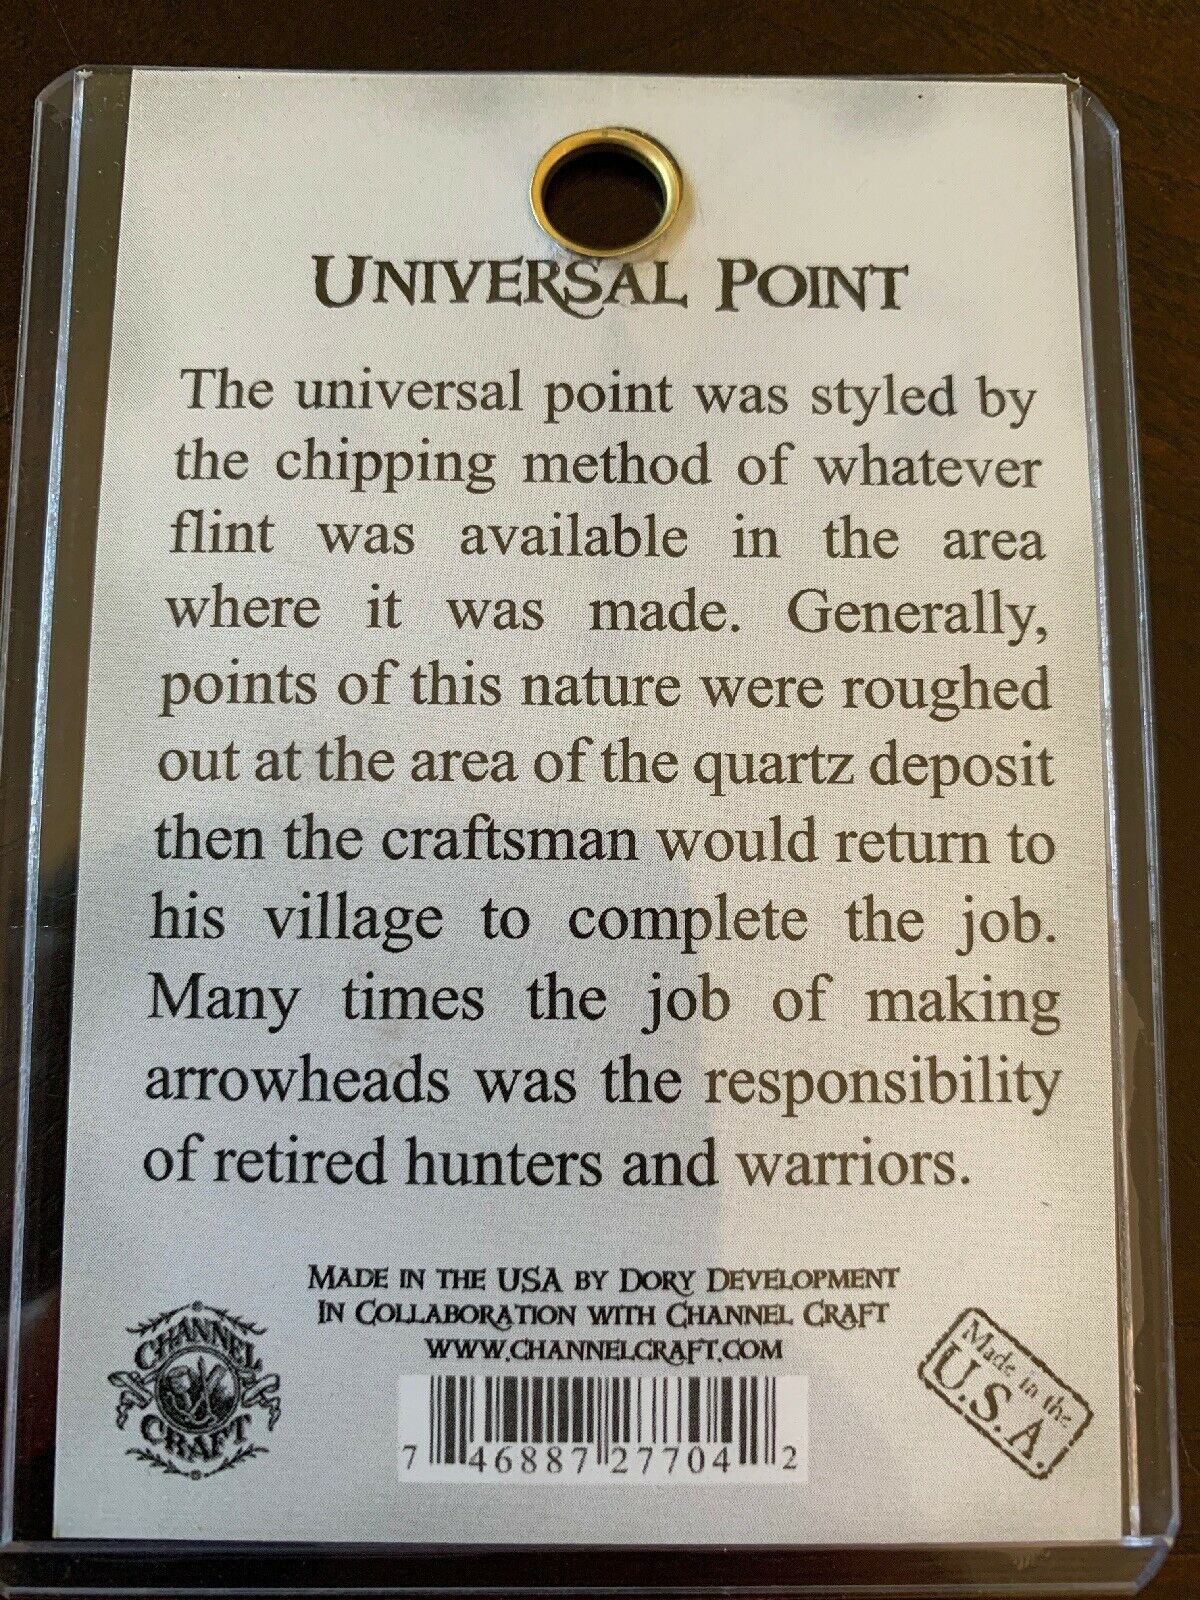 UNIVERSAL POINT
The universal point was styled by
the chipping method of whatever
flint was available in the area
where it was made. Generally,
points of this nature were roughed
out at the area of the quartz deposit
then the craftsman would return to
his village to complete the job.
Many times the job of making
arrowheads was the responsibility
of retired hunters and warriors.
MADE IN THE USA BY DORY DEVELOPMENT
IN COLLABORATION WITH CHANNEL CRAFT
WWW.CHANNELCRAFT.COM
CHANNEL
CRAFT
7 46887 27704 2
Made in the
U.S.A.